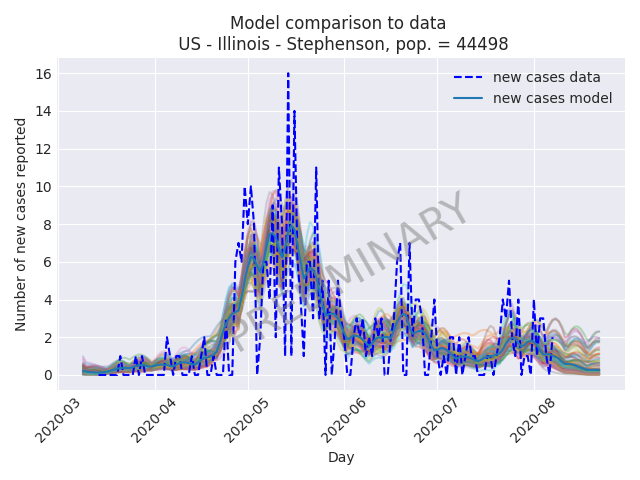 Model comparison to data
US - Illinois - Stephenson, pop. = 44498
new cases data
new cases model
PRELIMINARY
Number of new cases reported
16
14
12
10
8
6
4
2
0
2020-03
2020-04
2020-05
2020-06
2020-07
2020-08
Day